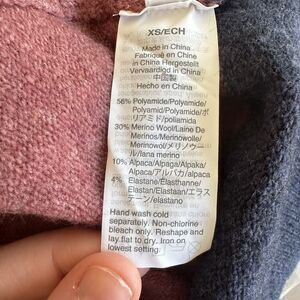 XS/ECH
Made in China
Fabriqué en Chine
in China Hergestellt
Vervaardigd in China
中国製
Hecho en China
56% Polyamide/Polyamide/
Polyamid/Polyamide/ポ
リアミド/poliamida
30% Merino Wool/Laine De
Merinos/Merinowolle/
Merinowol/メリノウー
ル/lana merino
10% Alpaca/Alpaga/Alpaka/
Alpaca/アルパカ/alpaca
4% Elastane/Élasthanne/
Elastan/Elastaan/エラス
テーン/elastano
Hand wash cold
separately. Non-chlorine
bleach only. Reshape and
lay flat to dry. Iron on
lowest setting.